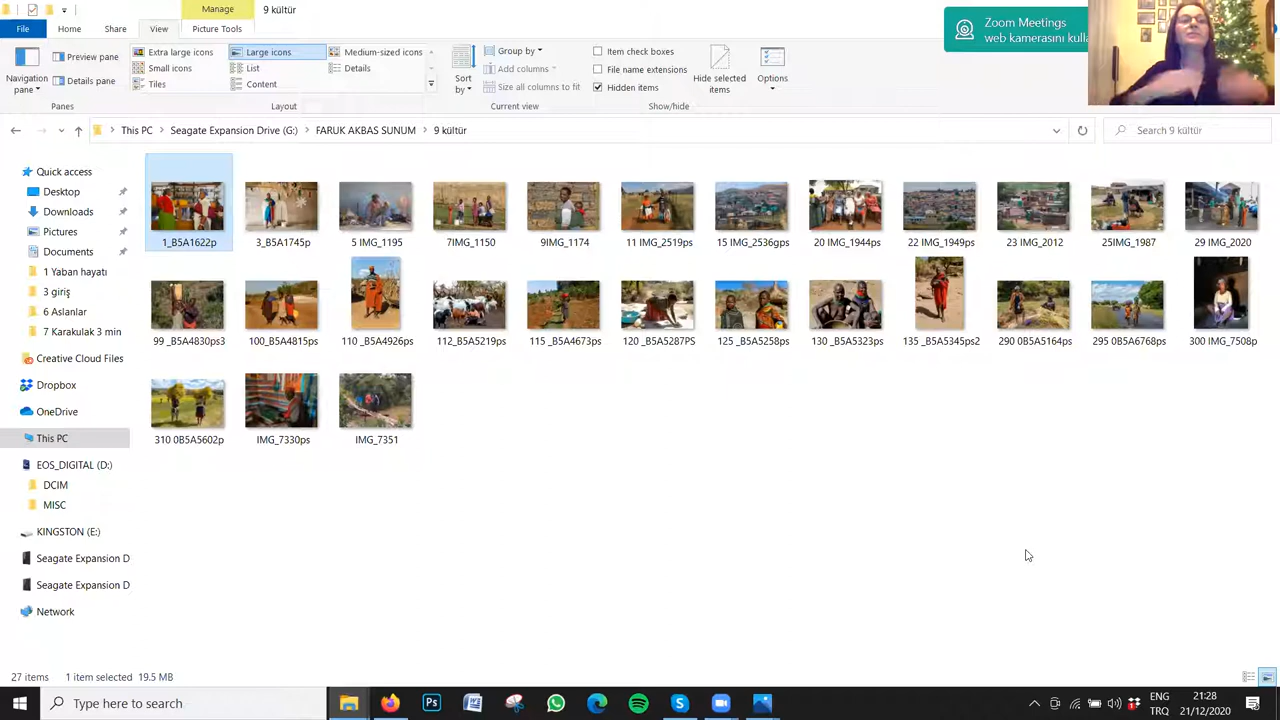 Manage
9 kültür
File
Home
Share
View
Picture Tools
Zoom Meetings
web kamerasını kulla
Navigation
pane
Preview pane
Details pane
Extra large icons
Large icons
Medium-sized icons
Small icons
List
Details
Tiles
Content
Sort
by
Group by
Add columns
Size all columns to fit
Item check boxes
File name extensions
Hidden items
Hide selected
items
Options
Panes
Layout
Current view
Show/hide
This PC
Seagate Expansion Drive (G:)
FARUK AKBAS SUNUM
9 kültür
Search 9 kültür
Quick access
Desktop
Downloads
Pictures
Documents
1 Yaban hayatı
3 giriş
6 Aslanlar
7 Karakulak 3 min
Creative Cloud Files
Dropbox
OneDrive
This PC
EOS_DIGITAL (D:)
DCIM
MISC
KINGSTON (E:)
Seagate Expansion D
Seagate Expansion D
Network
1_B5A1622p
3_B5A1745p
5 IMG_1195
7IMG_1150
9IMG_1174
11 IMG_2519ps
15 IMG_2536gps
20 IMG_1944ps
22 IMG_1949ps
23 IMG_2012
25IMG_1987
29 IMG_2020
99 _B5A4830ps3
100_B5A4815ps
110 _B5A4926ps
112_B5A5219ps
115 _B5A4673ps
120 _B5A5287PS
125 _B5A5258ps
130 _B5A5323ps
135 _B5A5345ps2
290 0B5A5164ps
295 0B5A6768ps
300 IMG_7508p
310 0B5A5602p
IMG_7330ps
IMG_7351
27 items
1 item selected
19.5 MB
Type here to search
Ps
ENG
TRQ
21:28
21/12/2020